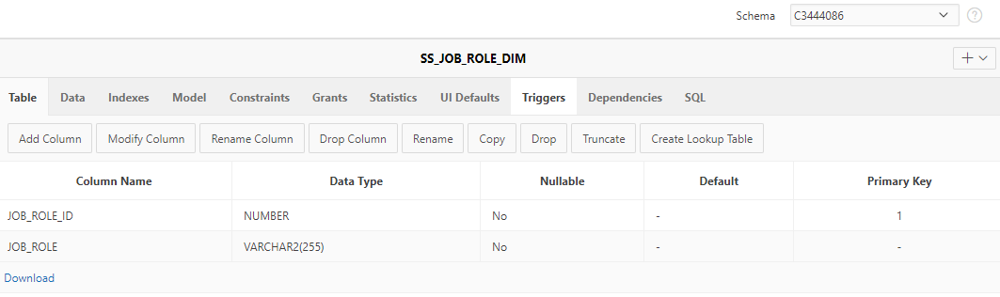 Schema C3444086 ?
SS_JOB_ROLE_DIM
Table Data Indexes Model Constraints Grants Statistics UI Defaults Triggers Dependencies SQL
Add Column Modify Column Rename Column Drop Column Rename Copy Drop Truncate Create Lookup Table
Column Name Data Type Nullable Default Primary Key
JOB_ROLE_ID NUMBER No - 1
JOB_ROLE VARCHAR2(255) No - -
Download